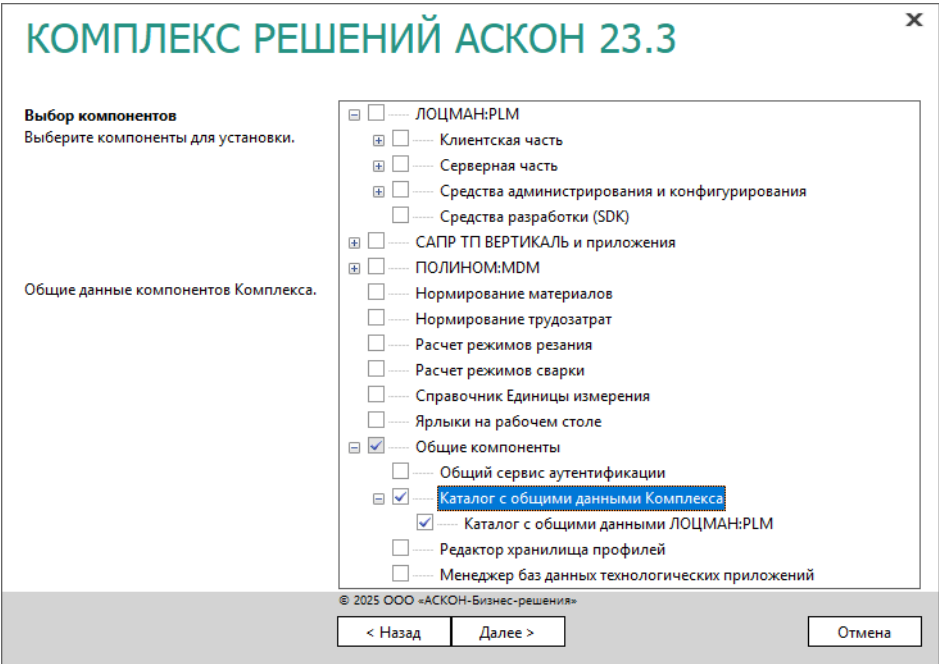 КОМПЛЕКС РЕШЕНИЙ АСКОН 23.3
Выбор компонентов
Выберите компоненты для установки.
Общие данные компонентов Комплекса.
ЛОЦМАН:PLM
Клиентская часть
Серверная часть
Средства администрирования и конфигурирования
Средства разработки (SDK)
САПР ТП ВЕРТИКАЛЬ и приложения
ПОЛИНОМ:MDM
Нормирование материалов
Нормирование трудозатрат
Расчет режимов резания
Расчет режимов сварки
Справочник Единицы измерения
Ярлыки на рабочем столе
Общие компоненты
Общий сервис аутентификации
Каталог с общими данными Комплекса
Каталог с общими данными ЛОЦМАН:PLM
Редактор хранилища профилей
Менеджер баз данных технологических приложений
© 2025 ООО «АСКОН-Бизнес-решения»
< Назад
Далее >
Отмена